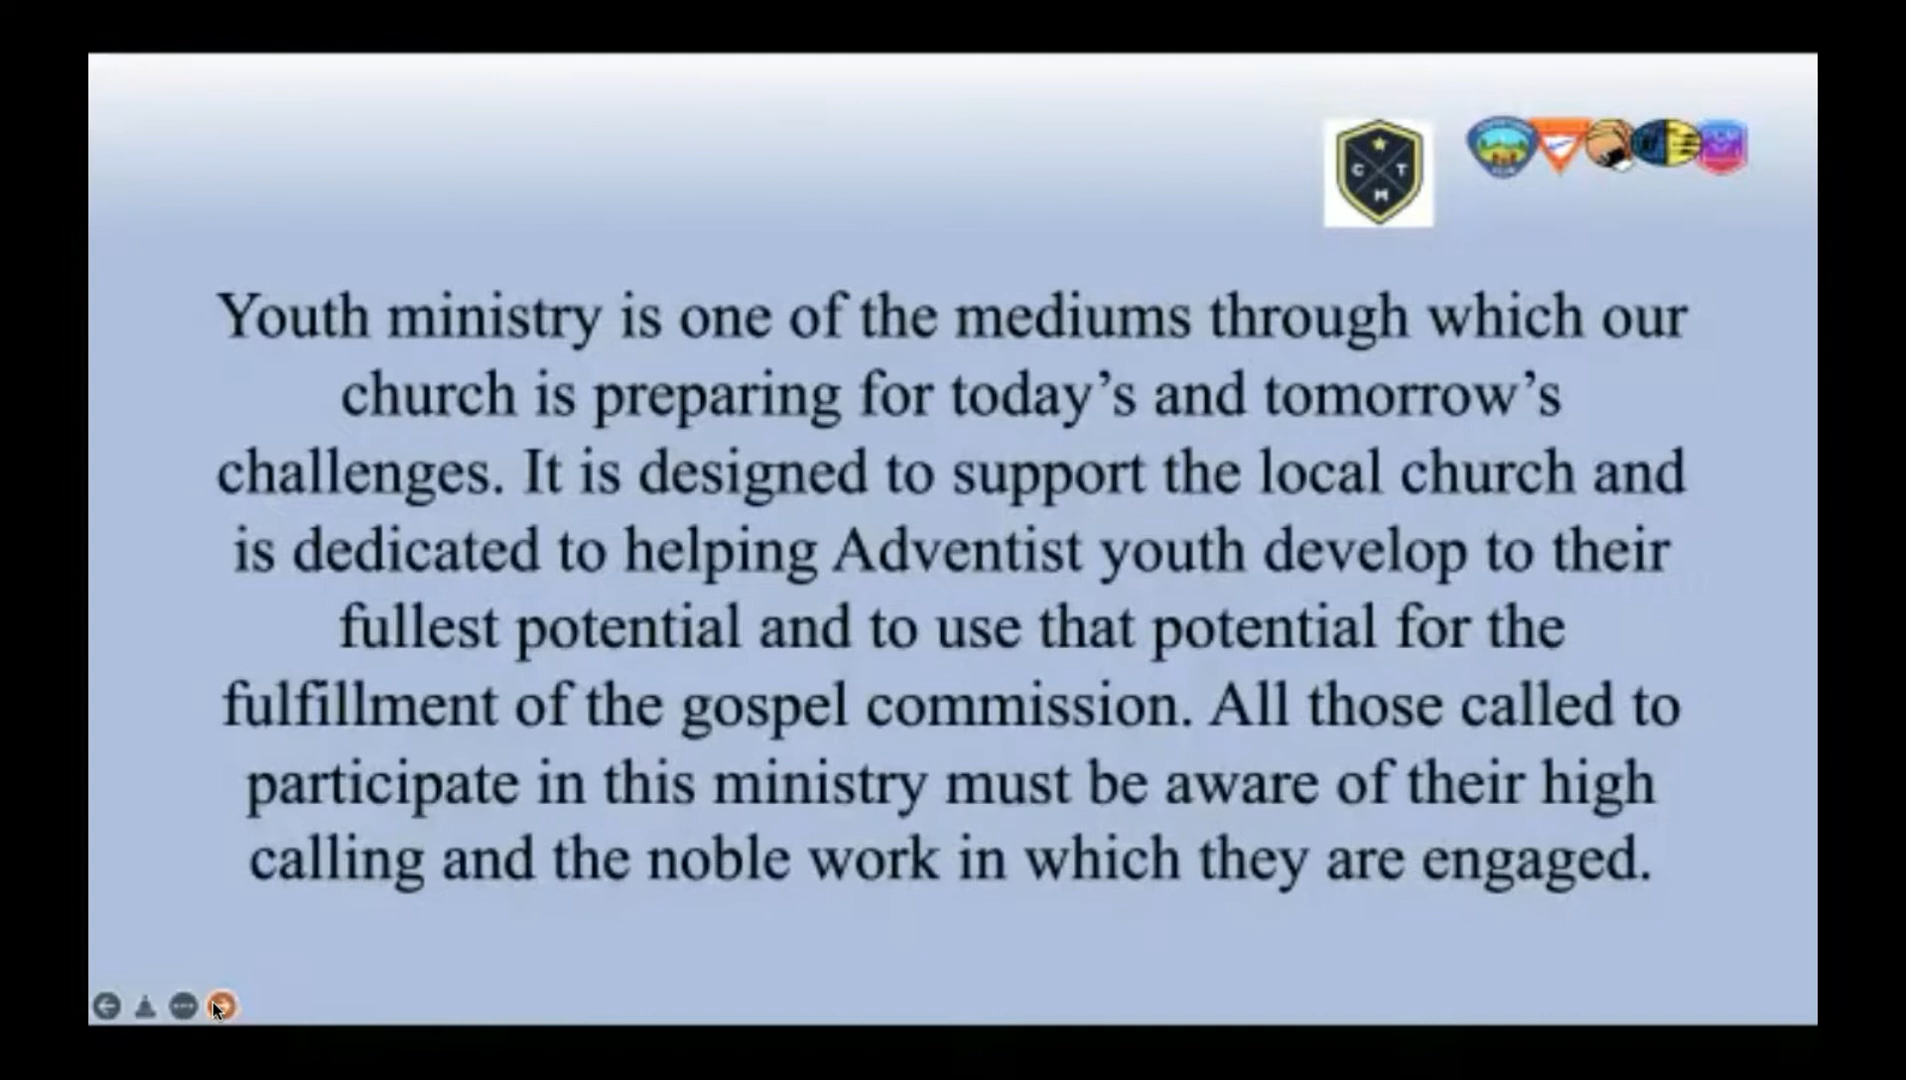 C T
M
Youth ministry is one of the mediums through which our
church is preparing for today’s and tomorrow’s
challenges. It is designed to support the local church and
is dedicated to helping Adventist youth develop to their
fullest potential and to use that potential for the
fulfillment of the gospel commission. All those called to
participate in this ministry must be aware of their high
calling and the noble work in which they are engaged.